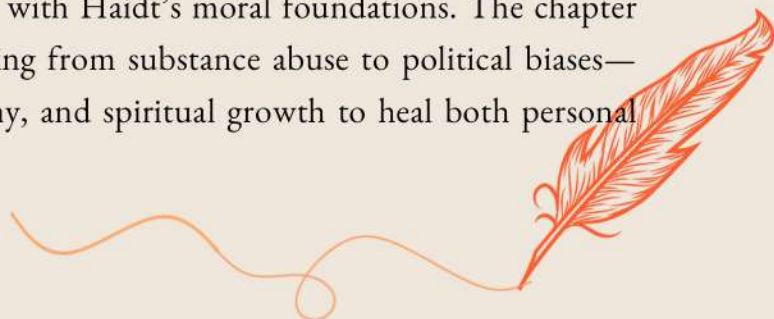 with Haidt’s moral foundations. The chapter
ing from substance abuse to political biases—
and spiritual growth to heal both personal